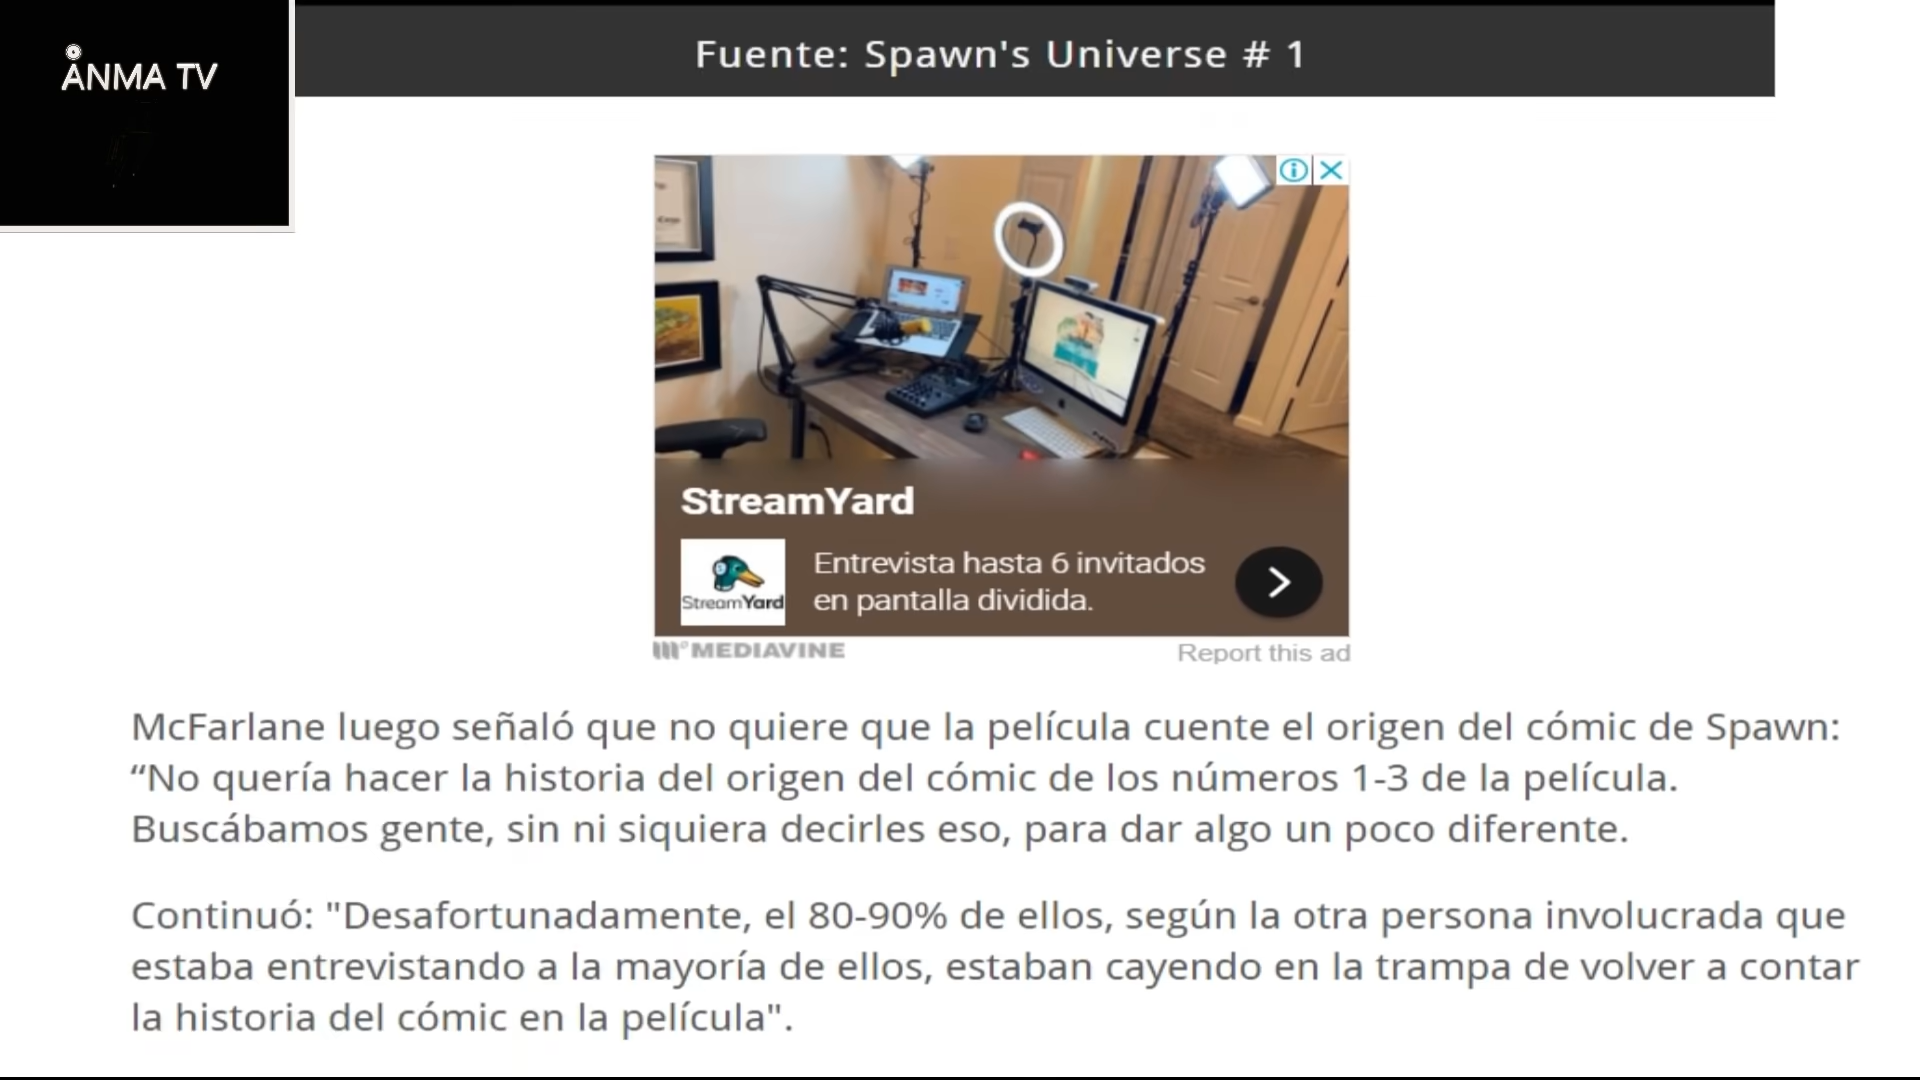 ANMA TV
Fuente: Spawn's Universe # 1
StreamYard
StreamYard
Entrevista hasta 6 invitados
en pantalla dividida.
MEDIAVINE
Report this ad
McFarlane luego señaló que no quiere que la película cuente el origen del cómic de Spawn:
“No quería hacer la historia del origen del cómic de los números 1-3 de la película.
Buscábamos gente, sin ni siquiera decirles eso, para dar algo un poco diferente.
Continuó: "Desafortunadamente, el 80-90% de ellos, según la otra persona involucrada que
estaba entrevistando a la mayoría de ellos, estaban cayendo en la trampa de volver a contar
la historia del cómic en la película".